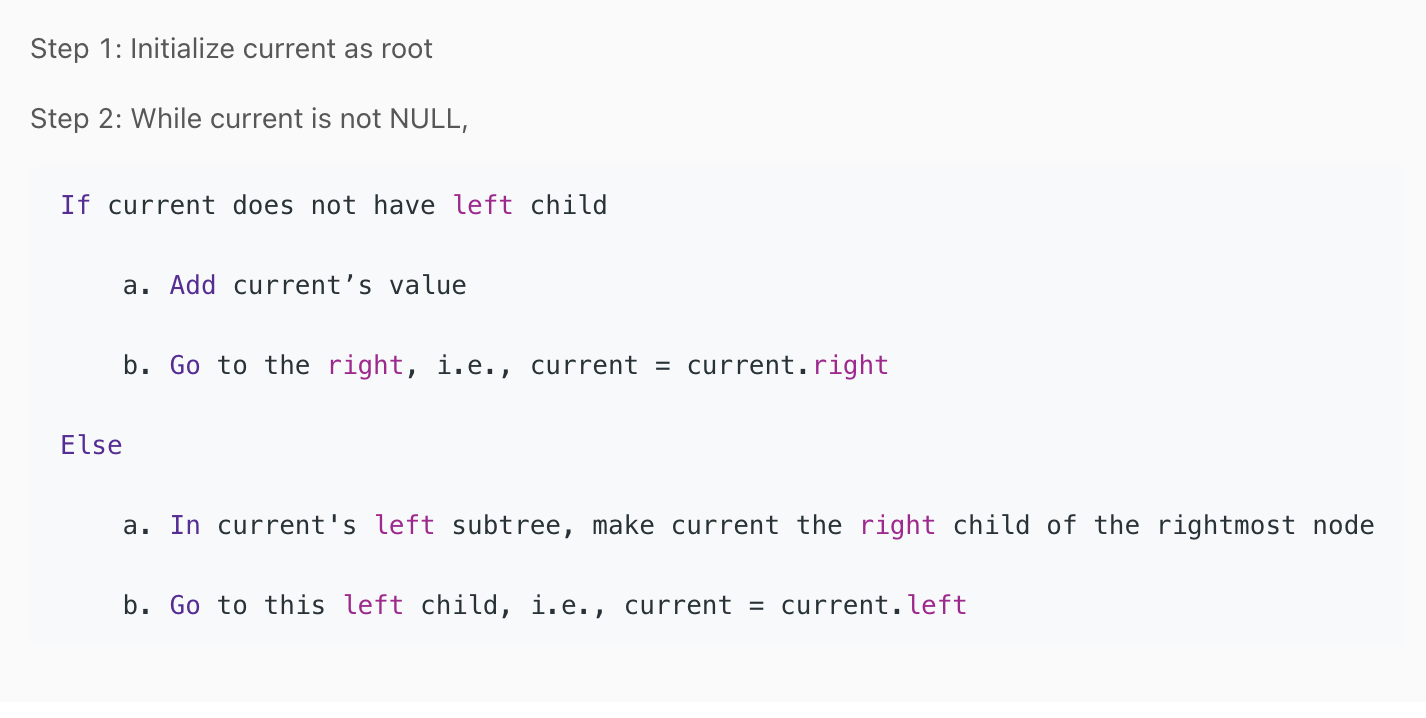 Step 1: Initialize current as root
Step 2: While current is not NULL,
If current does not have left child
a. Add current’s value
b. Go to the right, i.e., current = current.right
Else
a. In current's left subtree, make current the right child of the rightmost node
b. Go to this left child, i.e., current = current.left